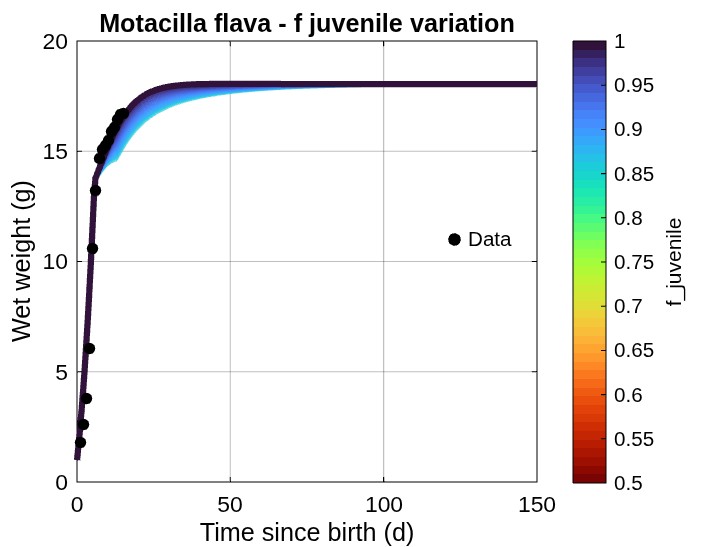 Motacilla flava - f juvenile variation
20
15
10
5
0
Wet weight (g)
0 50 100 150
Time since birth (d)
Data
1
0.95
0.9
0.85
0.8
0.75
0.7
0.65
0.6
0.55
0.5
f_juvenile